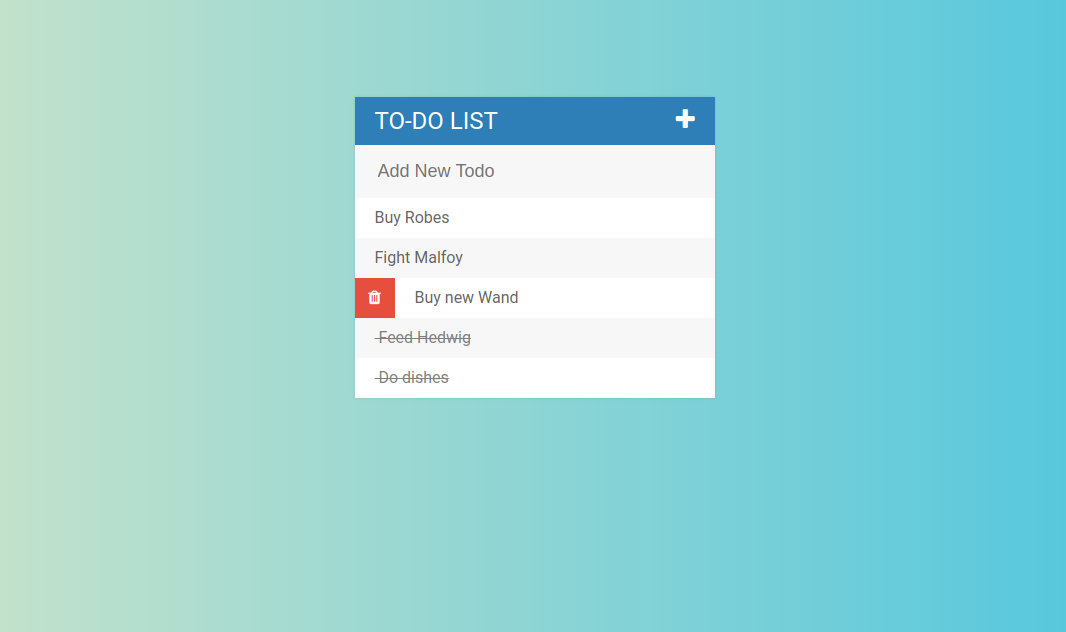 TO-DO LIST
Add New Todo
Buy Robes
Fight Malfoy
Buy new Wand
Feed Hedwig
Do dishes